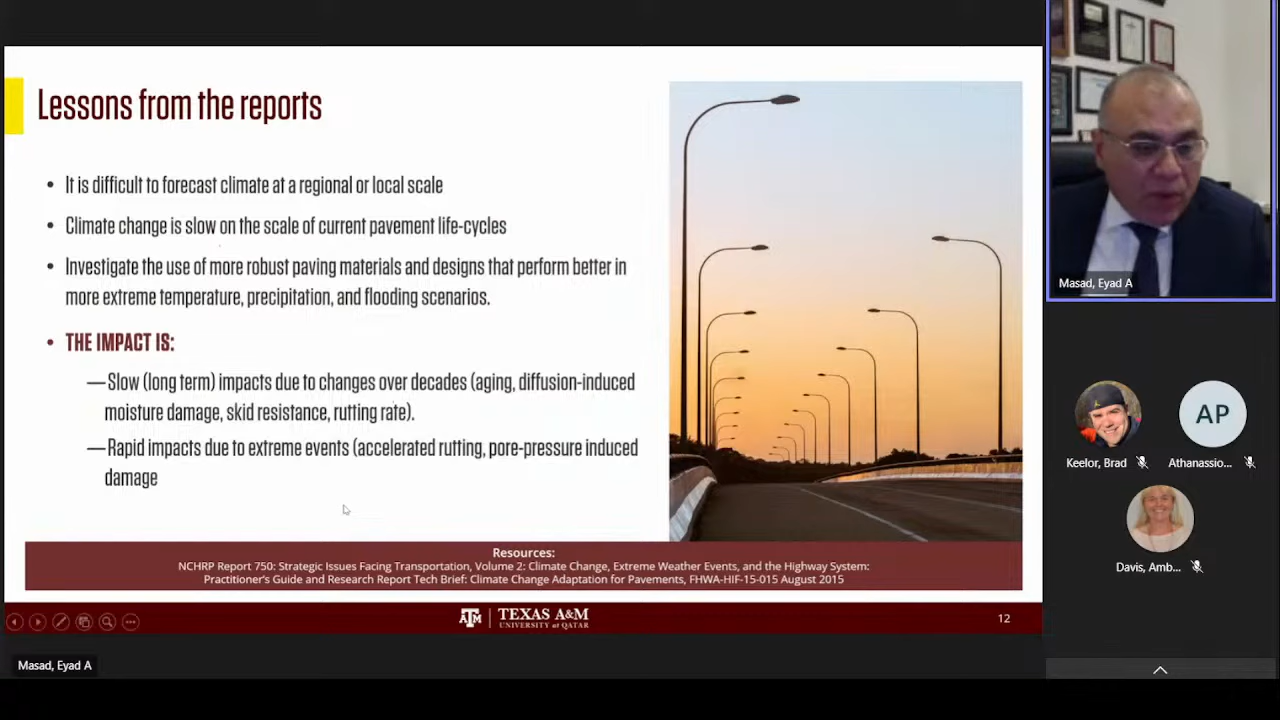 Lessons from the reports
• It is difficult to forecast climate at a regional or local scale
• Climate change is slow on the scale of current pavement life-cycles
• Investigate the use of more robust paving materials and designs that perform better in
more extreme temperature, precipitation, and flooding scenarios.
• THE IMPACT IS:
—Slow (long term) impacts due to changes over decades (aging, diffusion-induced
moisture damage, skid resistance, rutting rate).
—Rapid impacts due to extreme events (accelerated rutting, pore-pressure induced
damage
Resources:
NCHRP Report 750: Strategic Issues Facing Transportation, Volume 2: Climate Change, Extreme Weather Events, and the Highway System:
Practitioner's Guide and Research Report Tech Brief: Climate Change Adaptation for Pavements, FHWA-HIF-15-015 August 2015
ATM | TEXAS A&M
UNIVERSITY at QATAR
12
Masad, Eyad A
Masad, Eyad A
AP
Keelor, Brad
Athanassio...
Davis, Amb...